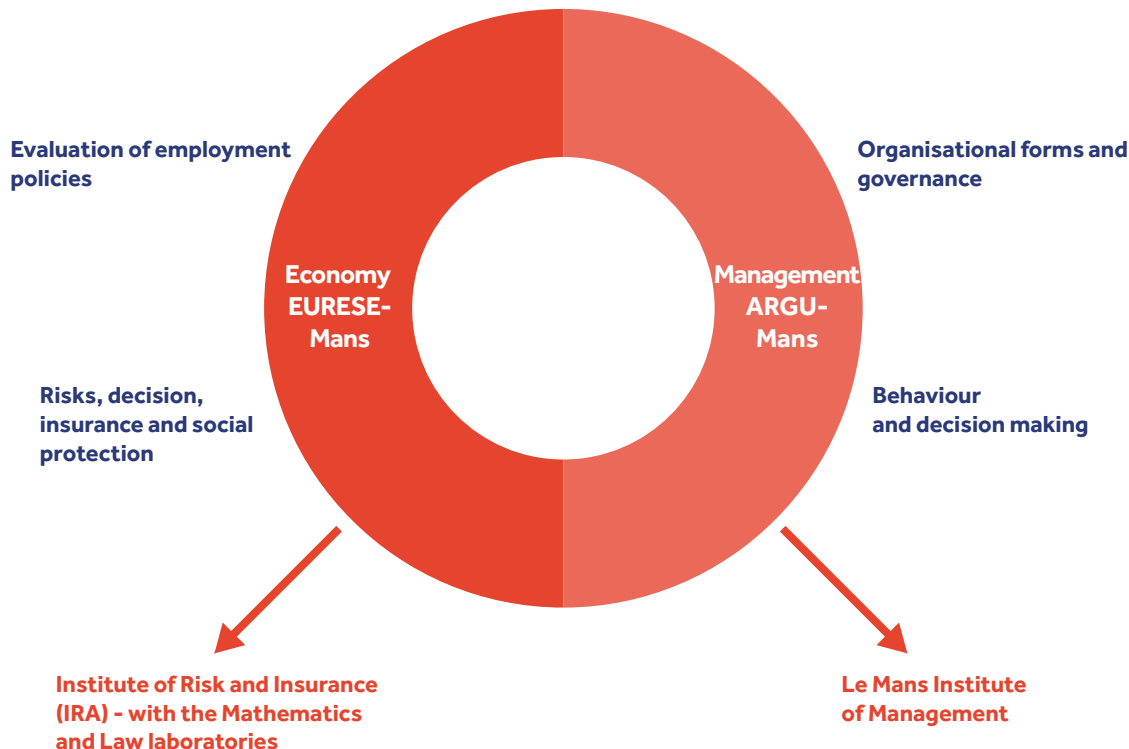 Evaluation of employment
policies
Organisational forms and
governance
Economy
EURESE-
Mans
Management
ARGU-
Mans
Risks, decision,
insurance and social
protection
Behaviour
and decision making
Institute of Risk and Insurance
(IRA) - with the Mathematics
and Law laboratories
Le Mans Institute
of Management